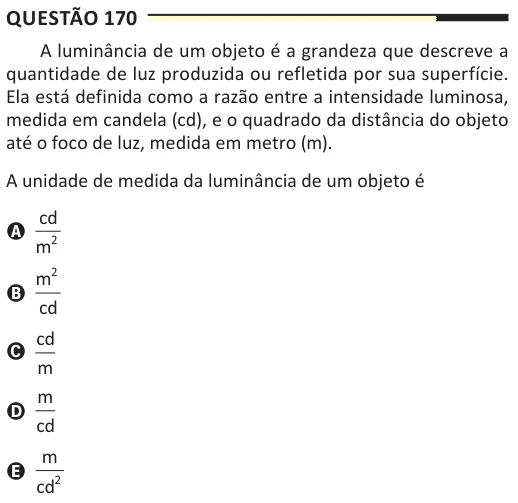 QUESTÃO 170
A luminância de um objeto é a grandeza que descreve a
quantidade de luz produzida ou refletida por sua superfície.
Ela está definida como a razão entre a intensidade luminosa,
medida em candela (cd), e o quadrado da distância do objeto
até o foco de luz, medida em metro (m).
A unidade de medida da luminância de um objeto é
A cd/m²
B m²/cd
C cd/m
D m/cd
E m/cd²